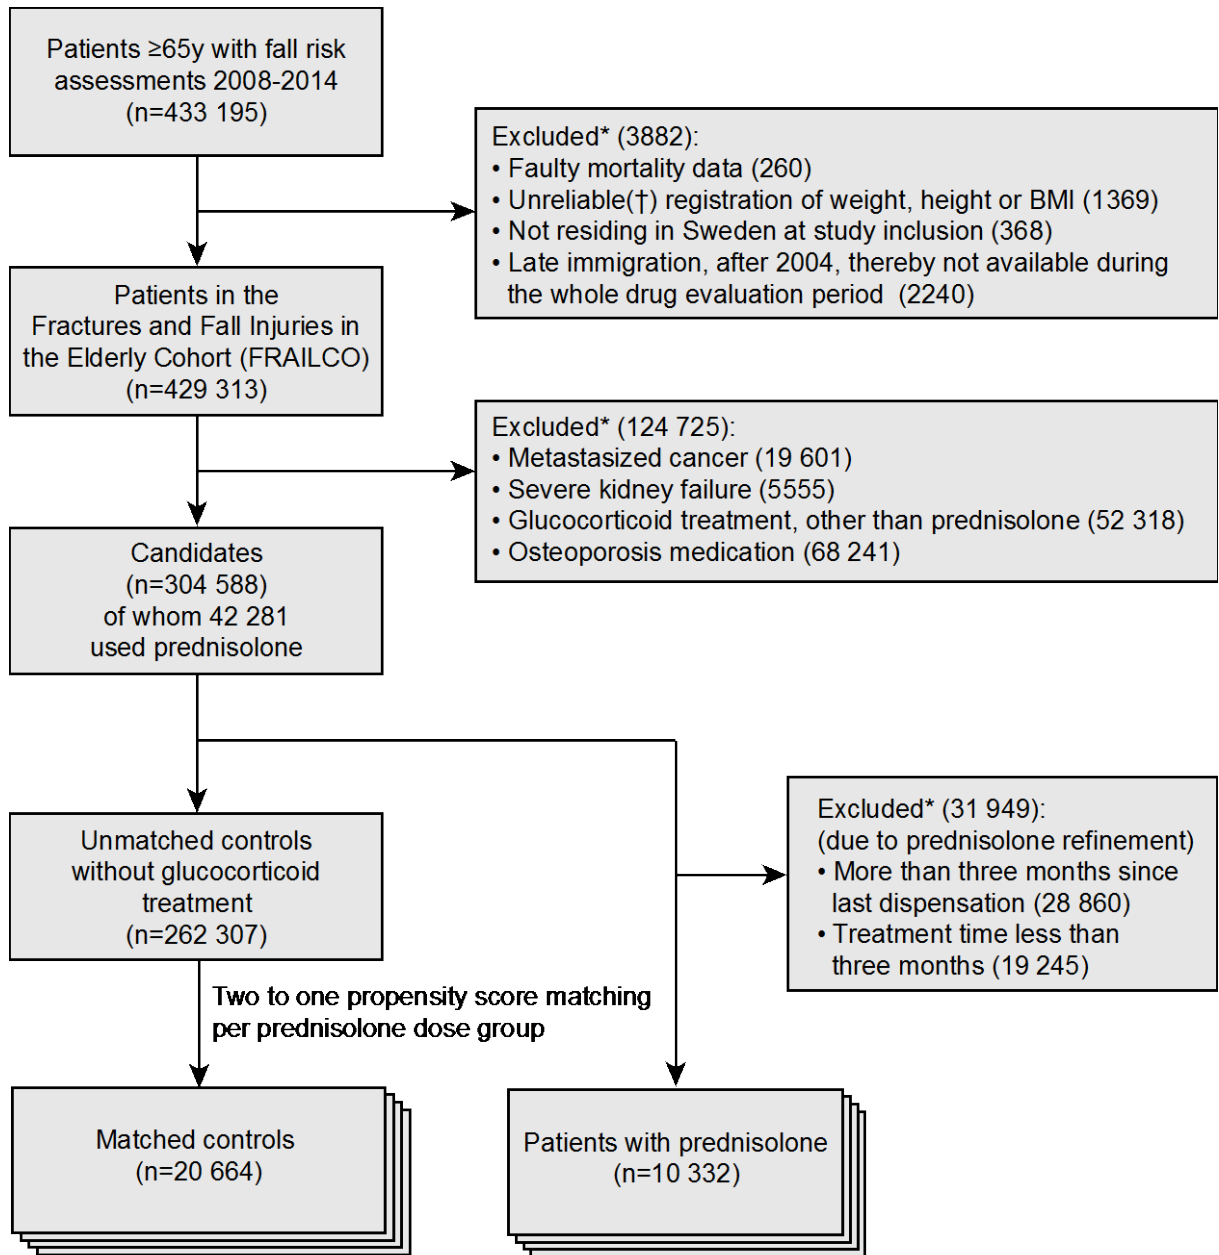 Patients ≥65y with fall risk
assessments 2008-2014
(n=433 195)
Excluded* (3882):
• Faulty mortality data (260)
• Unreliable(†) registration of weight, height or BMI (1369)
• Not residing in Sweden at study inclusion (368)
• Late immigration, after 2004, thereby not available during
the whole drug evaluation period (2240)
Patients in the
Fractures and Fall Injuries in
the Elderly Cohort (FRAILCO)
(n=429 313)
Excluded* (124 725):
• Metastasized cancer (19 601)
• Severe kidney failure (5555)
• Glucocorticoid treatment, other than prednisolone (52 318)
• Osteoporosis medication (68 241)
Candidates
(n=304 588)
of whom 42 281
used prednisolone
Unmatched controls
without glucocorticoid
treatment
(n=262 307)
Excluded* (31 949):
(due to prednisolone refinement)
• More than three months since
last dispensation (28 860)
• Treatment time less than
three months (19 245)
Two to one propensity score matching
per prednisolone dose group
Matched controls
(n=20 664)
Patients with prednisolone
(n=10 332)